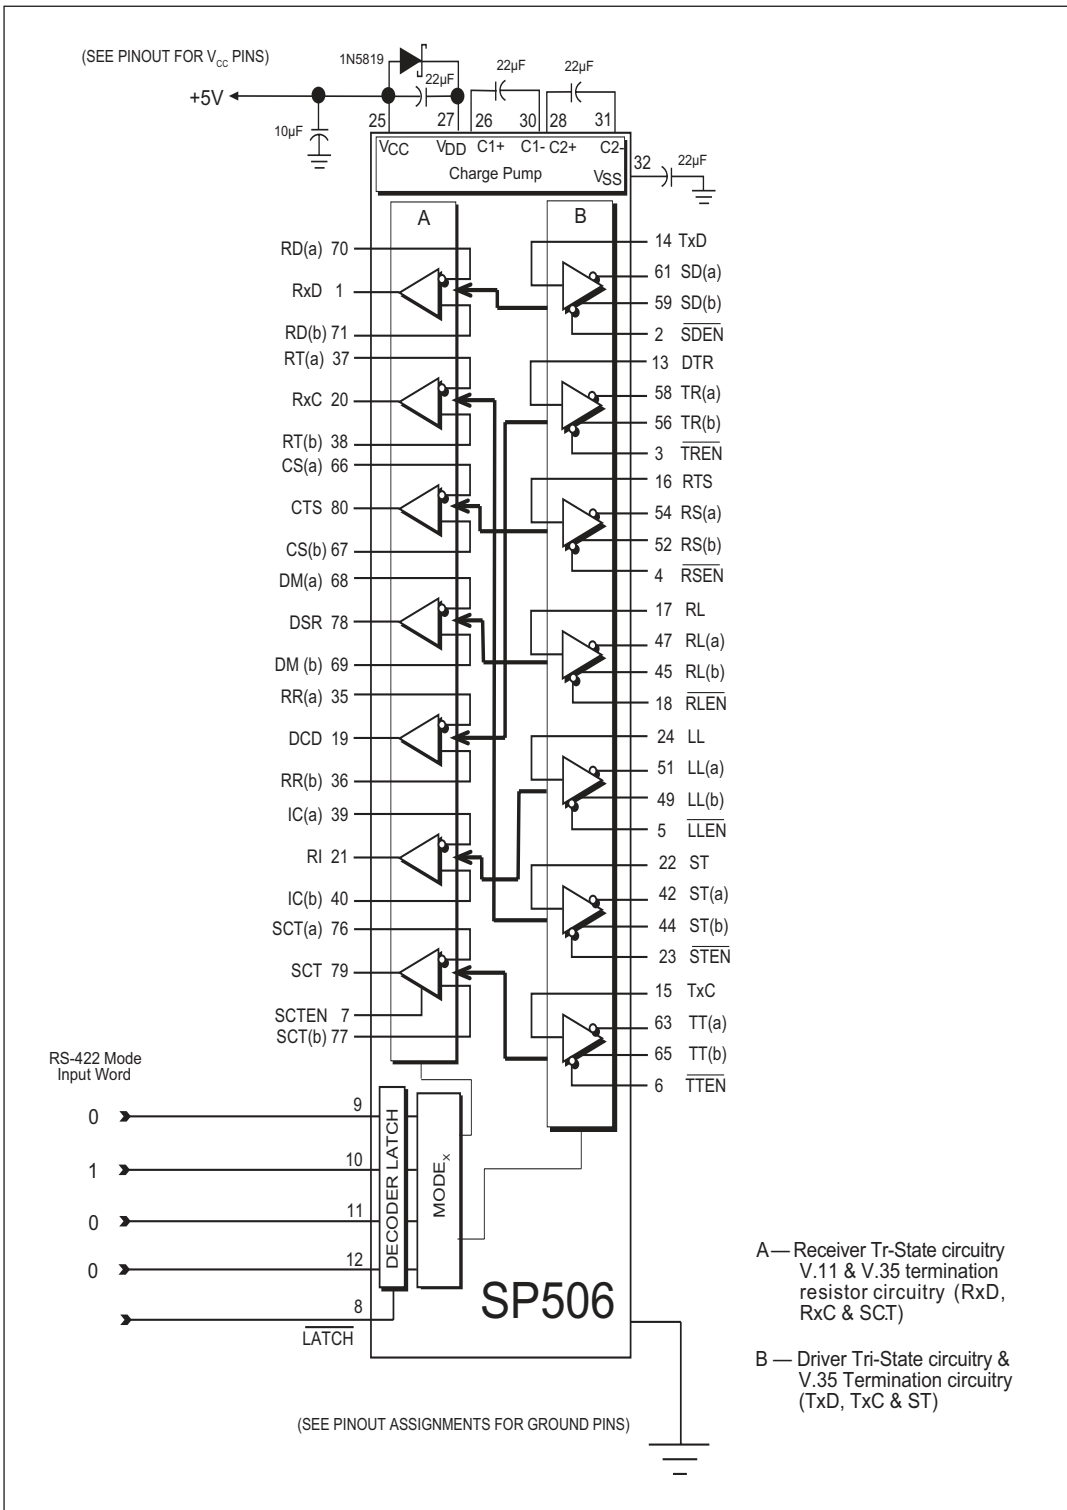 (SEE PINOUT FOR VCC PINS)
1N5819
22µF
22µF
22µF
+5V
10µF
25
27
26
30
28
31
VCC
VDD
C1+
C1-
C2+
C2-
Charge Pump
VSS
32
22µF
A
B
RD(a) 70
RxD 1
RD(b) 71
RT(a) 37
RxC 20
RT(b) 38
CS(a) 66
CTS 80
CS(b) 67
DM(a) 68
DSR 78
DM (b) 69
RR(a) 35
DCD 19
RR(b) 36
IC(a) 39
RI 21
IC(b) 40
SCT(a) 76
SCT 79
SCTEN 7
SCT(b) 77
14 TxD
61 SD(a)
59 SD(b)
2 SDEN
13 DTR
58 TR(a)
56 TR(b)
3 TREN
16 RTS
54 RS(a)
52 RS(b)
4 RSEN
17 RL
47 RL(a)
45 RL(b)
18 RLEN
24 LL
51 LL(a)
49 LL(b)
5 LLEN
22 ST
42 ST(a)
44 ST(b)
23 STEN
15 TxC
63 TT(a)
65 TT(b)
6 TTEN
RS-422 Mode
Input Word
0
9
1
10
0
11
0
12
8
LATCH
DECODER LATCH
MODEx
SP506
A — Receiver Tr-State circuitry
V.11 & V.35 termination
resistor circuitry (RxD,
RxC & SC.T)
B — Driver Tri-State circuitry &
V.35 Termination circuitry
(TxD, TxC & ST)
(SEE PINOUT ASSIGNMENTS FOR GROUND PINS)